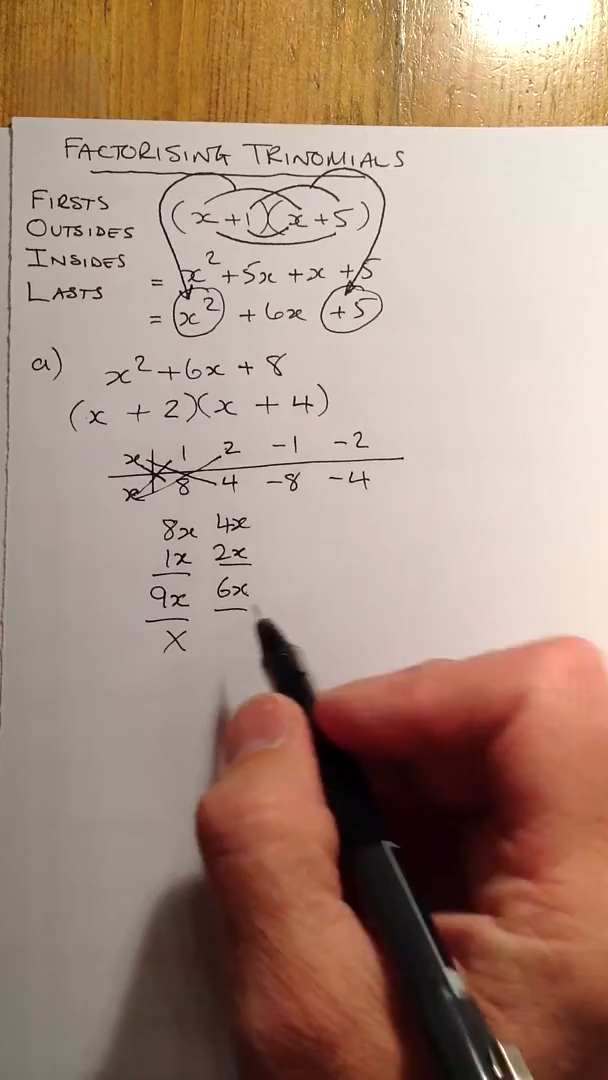 FACTORISING TRINOMIALS
FIRSTS
OUTSIDES
INSIDES
LASTS
(x + 1)(x + 5)
= x² + 5x + x + 5
= x² + 6x + 5
a) x² + 6x + 8
(x + 2)(x + 4)
x 1 2 -1 -2
x 8 4 -8 -4
8x 4x
1x 2x
9x 6x
X